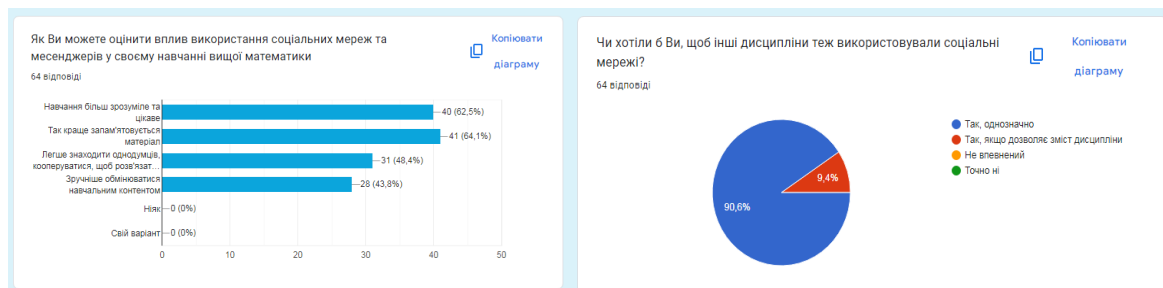 Як Ви можете оцінити вплив використання соціальних мереж та
месенджерів у своєму навчанні вищої математики
Копіювати
діаграму
64 відповіді
Навчання більш зрозуміле та
цікаве
40 (62,5%)
Так краще запам'ятовується
матеріал
41 (64,1%)
Легше знаходити однодумців,
кооперуватися, щоб розв'язат...
31 (48,4%)
Зручніше обмінюватися
навчальним контентом
28 (43,8%)
Ніяк
0 (0%)
Свій варіант
0 (0%)
0 10 20 30 40 50
Чи хотіли б Ви, щоб інші дисципліни теж використовували соціальні
мережі?
Копіювати
діаграму
64 відповіді
Так, однозначно
Так, якщо дозволяє зміст дисципліни
Не впевнений
Точно ні
9,4%
90,6%